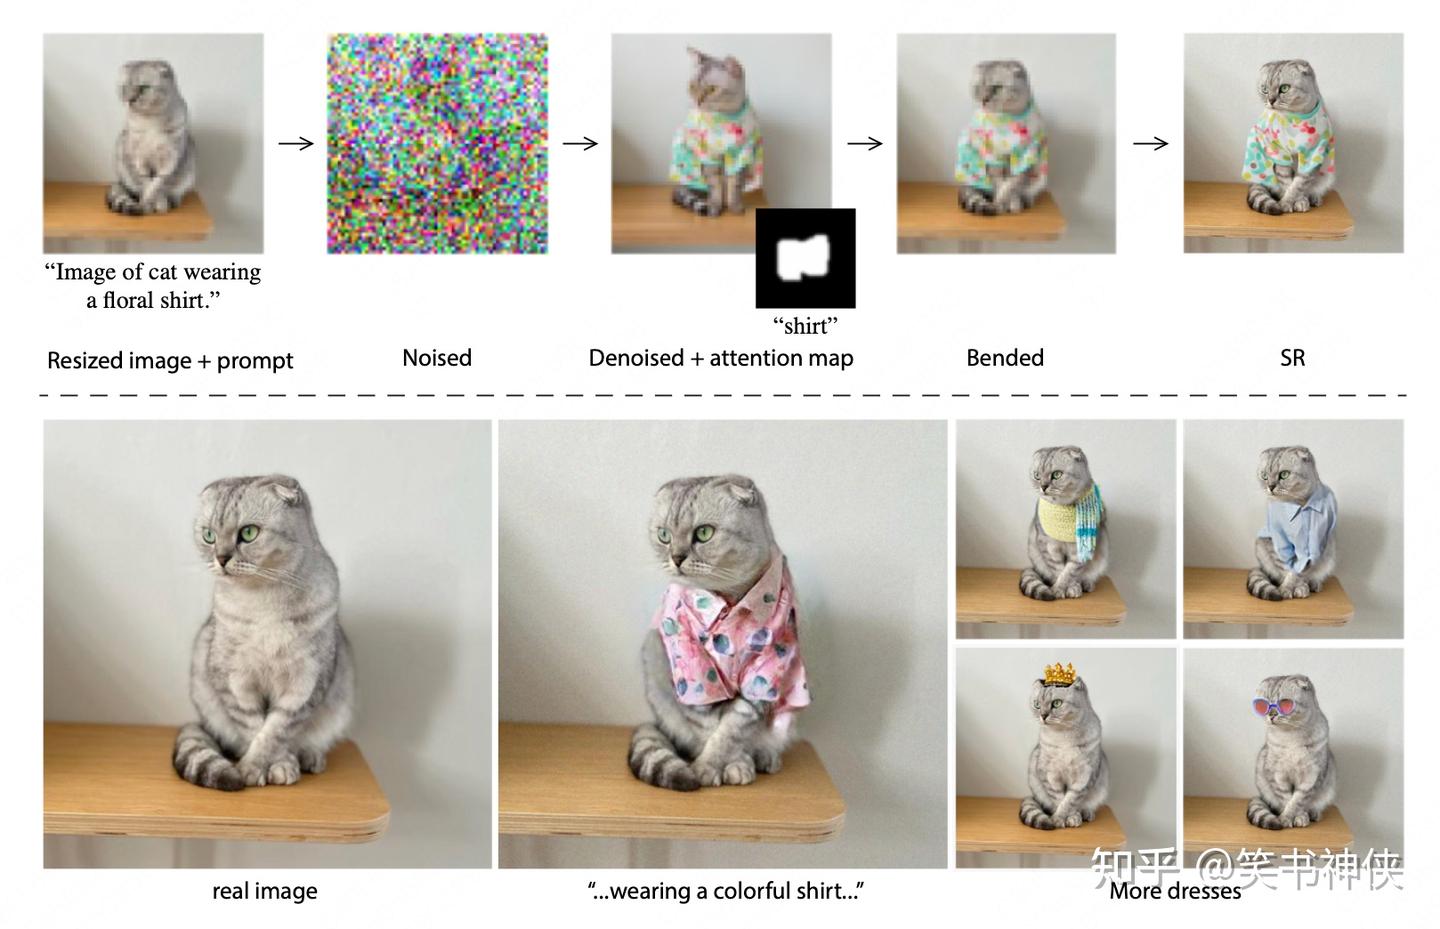 “Image of cat wearing
a floral shirt.”
“shirt”
Resized image + prompt
Noised
Denoised + attention map
Bended
SR
real image
“...wearing a colorful shirt...”
More dresses
知乎 @笑书神侠